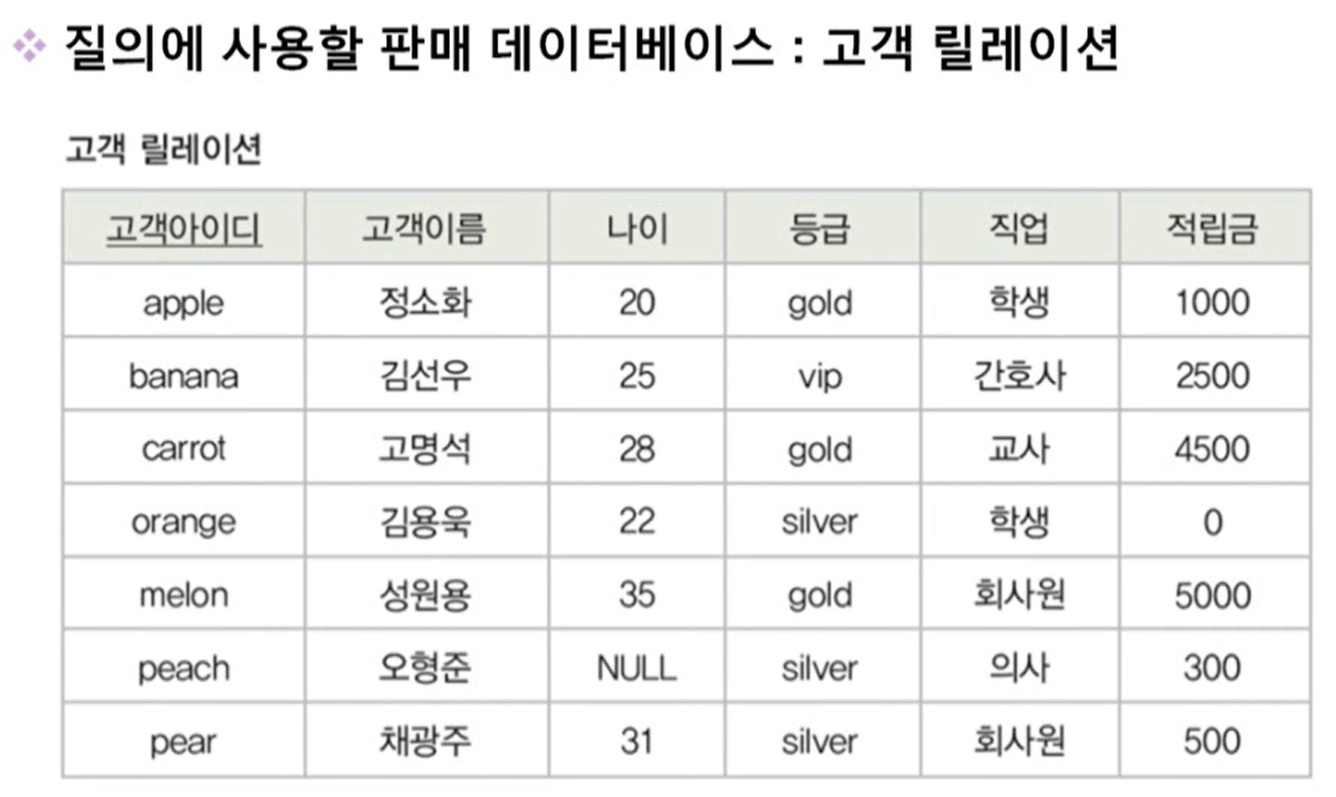 질의에 사용할 판매 데이터베이스 : 고객 릴레이션
고객 릴레이션
고객아이디 고객이름 나이 등급 직업 적립금
apple 정소화 20 gold 학생 1000
banana 김선우 25 vip 간호사 2500
carrot 고명석 28 gold 교사 4500
orange 김용욱 22 silver 학생 0
melon 성원용 35 gold 회사원 5000
peach 오형준 NULL silver 의사 300
pear 채광주 31 silver 회사원 500